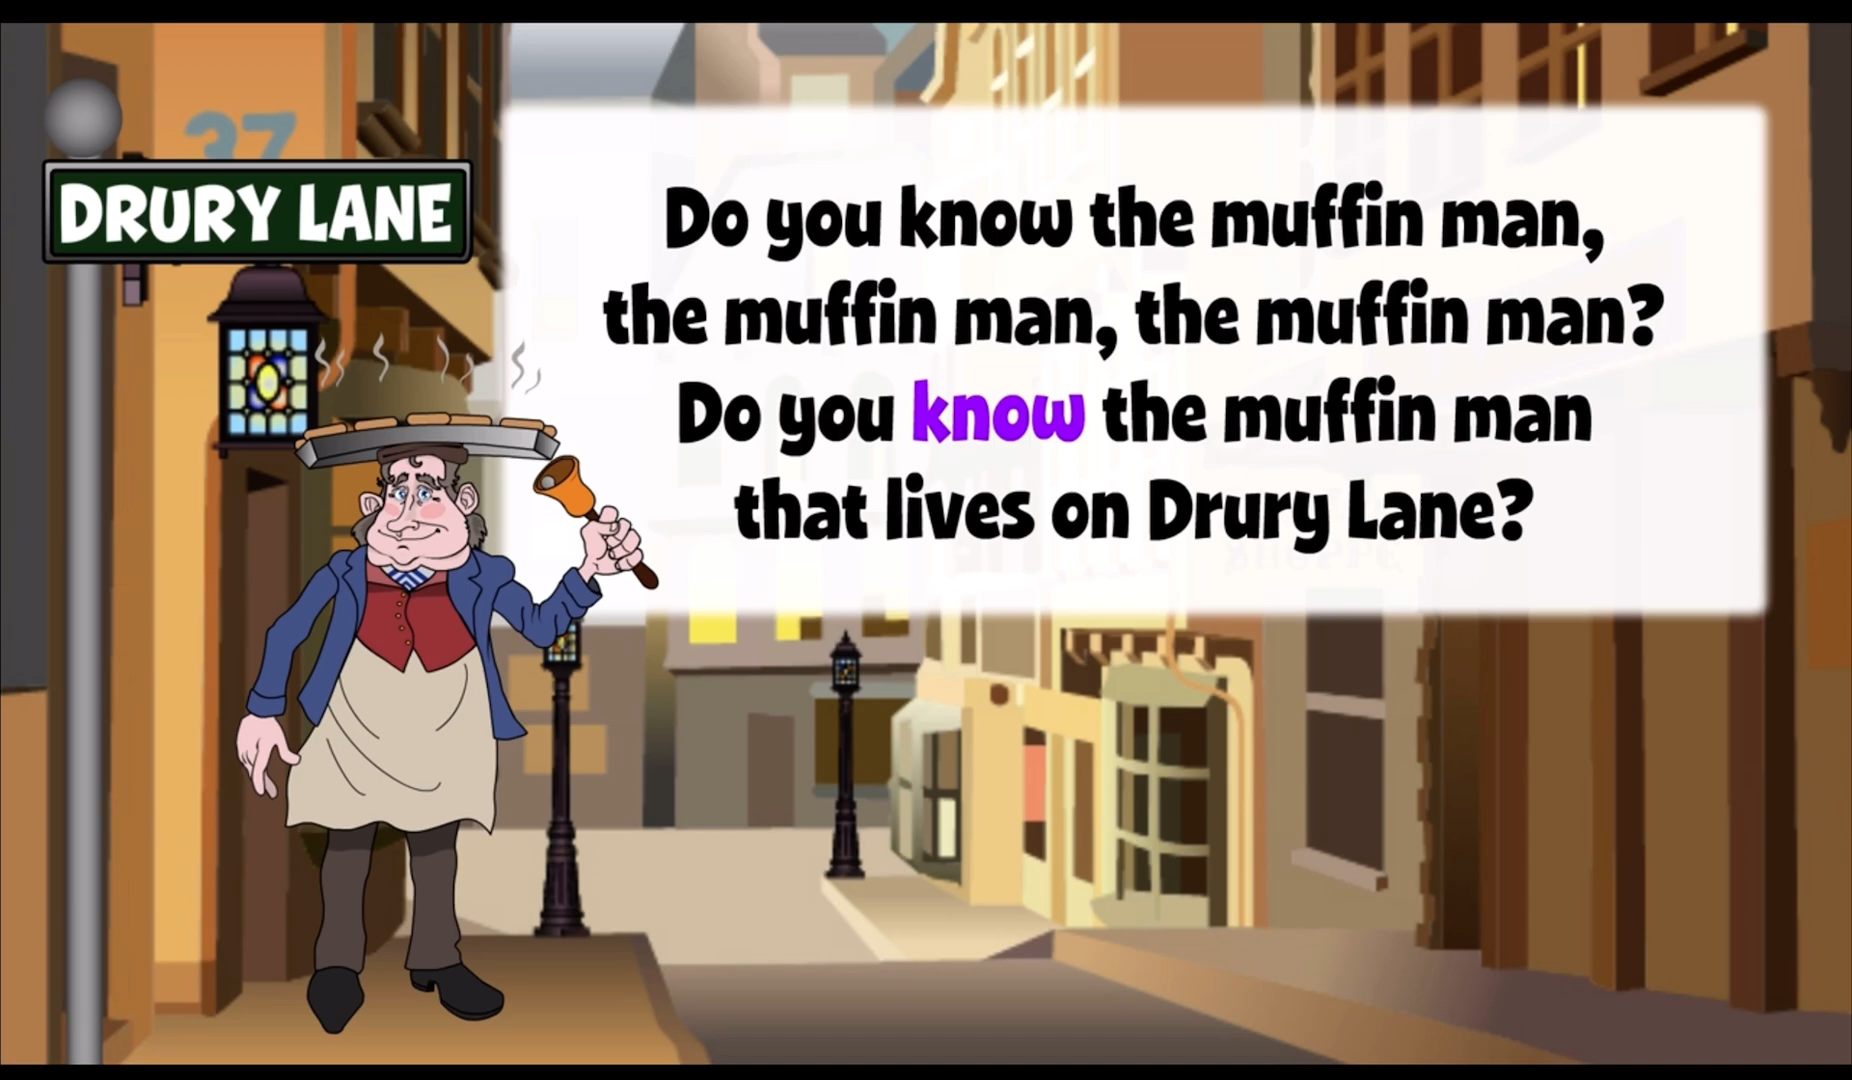 37
DRURY LANE
Do you know the muffin man,
the muffin man, the muffin man?
Do you know the muffin man
that lives on Drury Lane?